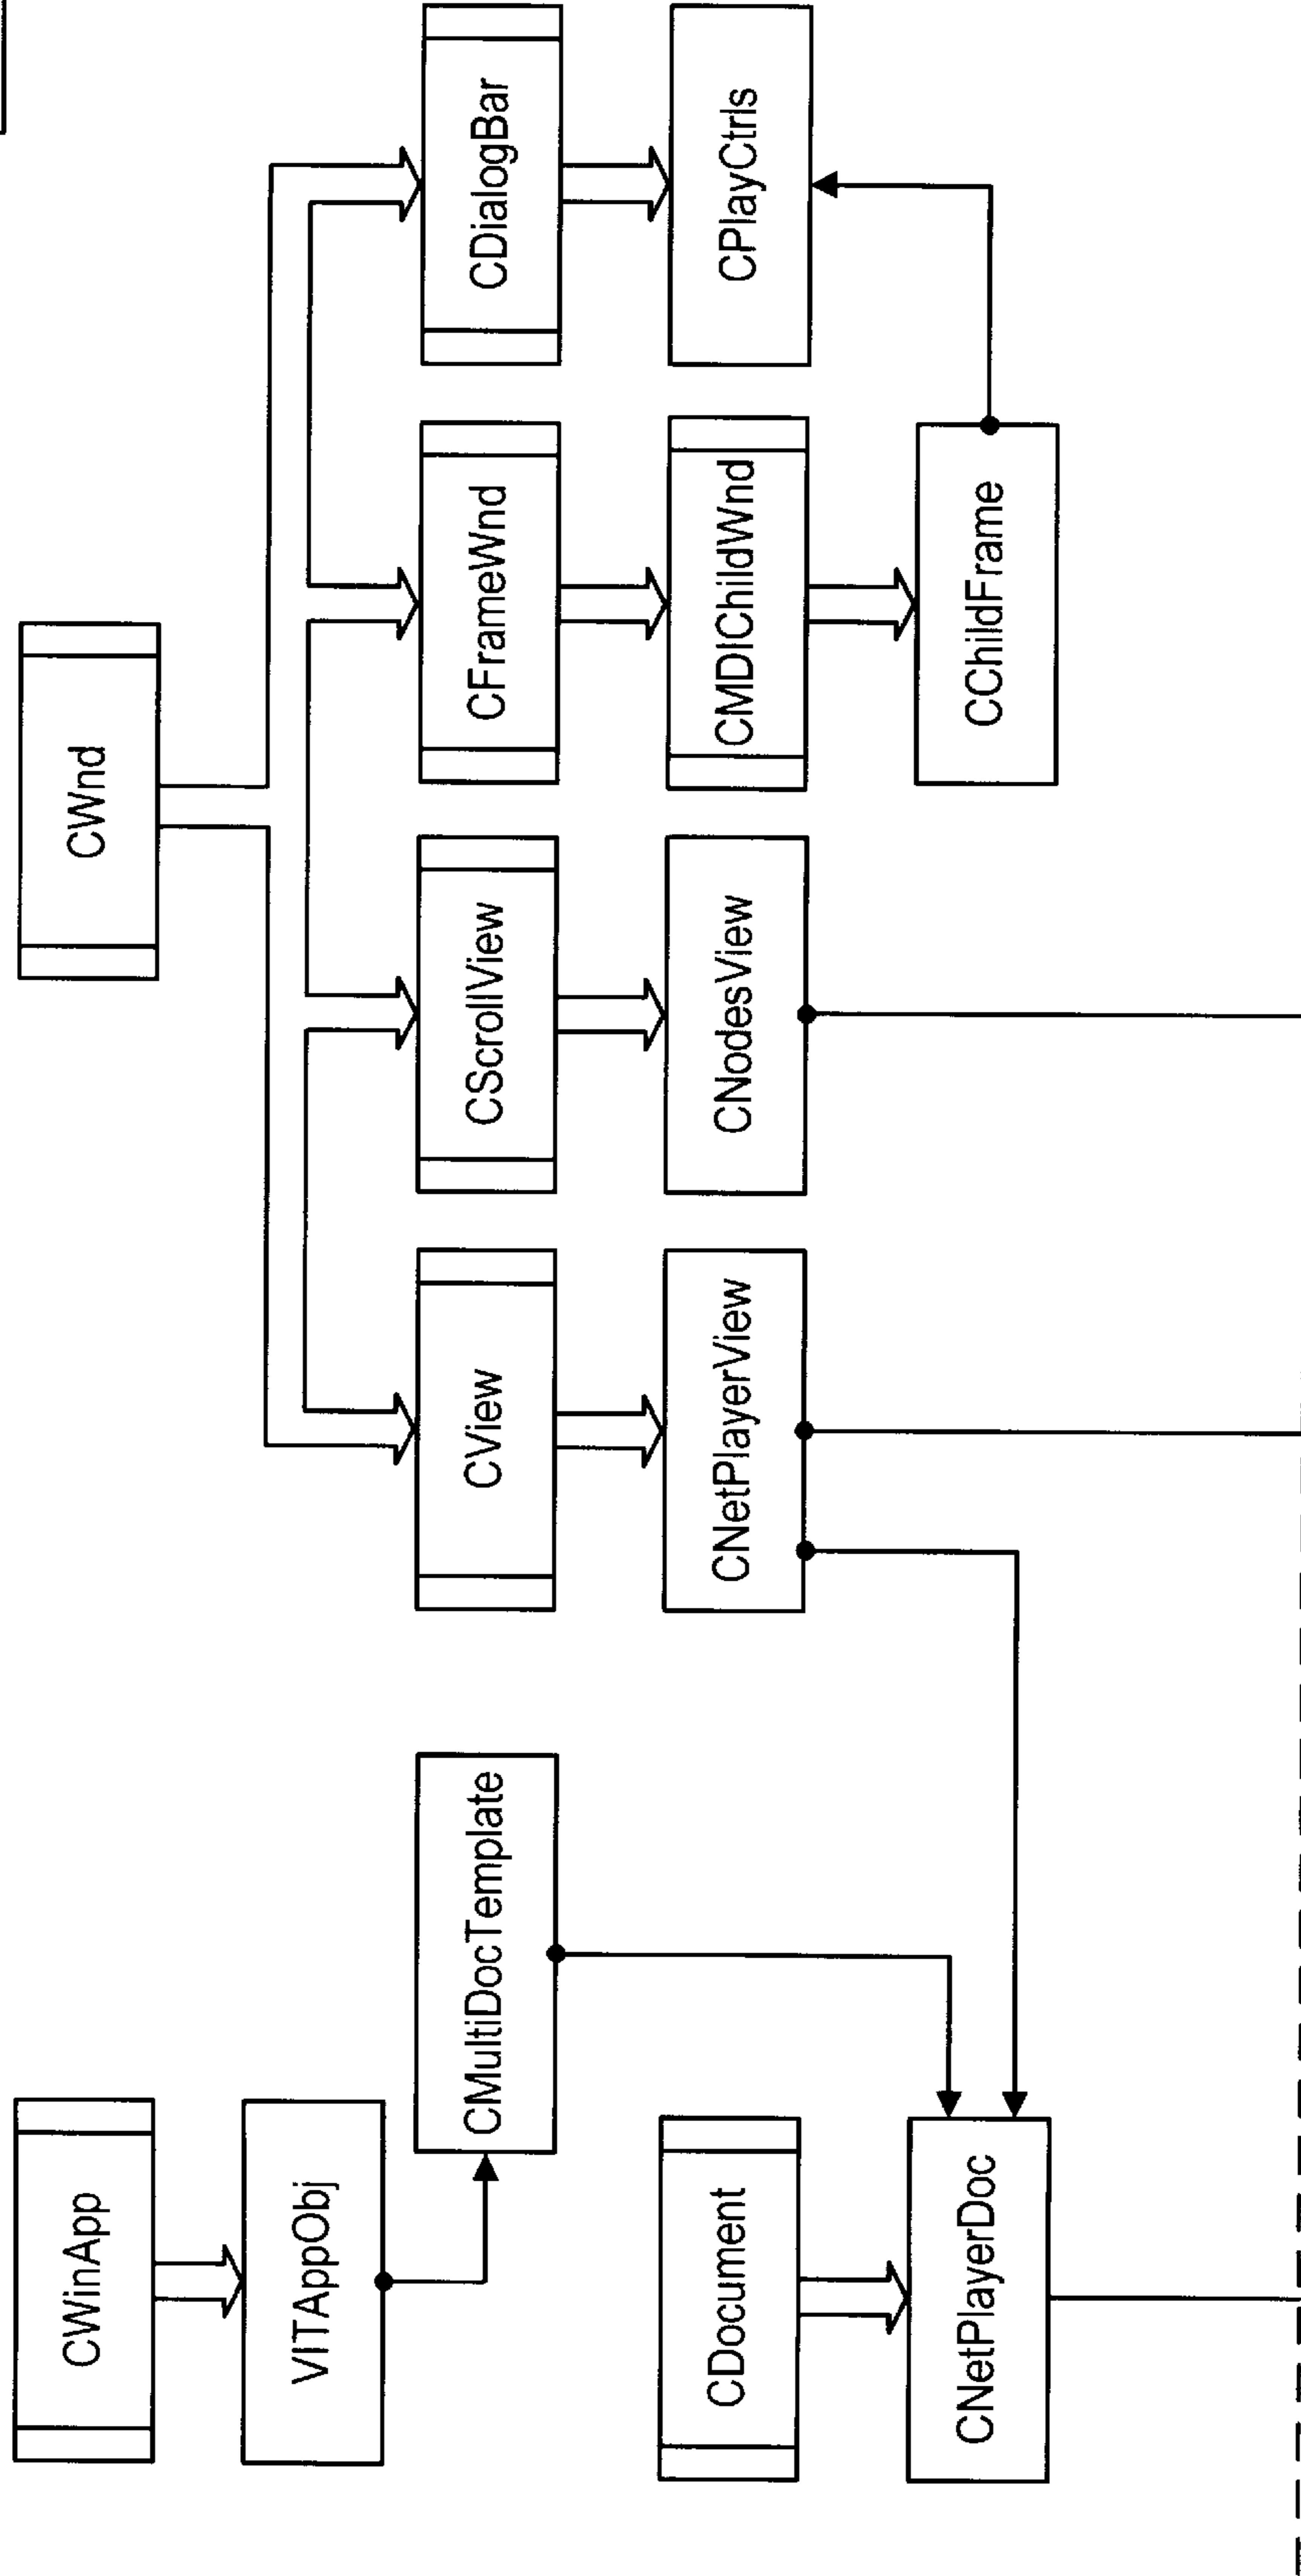 CWnd
CWinApp
VITAppObj
CMultiDocTemplate
CView
CScrollView
CFrameWnd
CDialogBar
CDocument
CNetPlayerView
CNodesView
CMDIChildWnd
CPlayCtrls
CNetPlayerDoc
CChildFrame